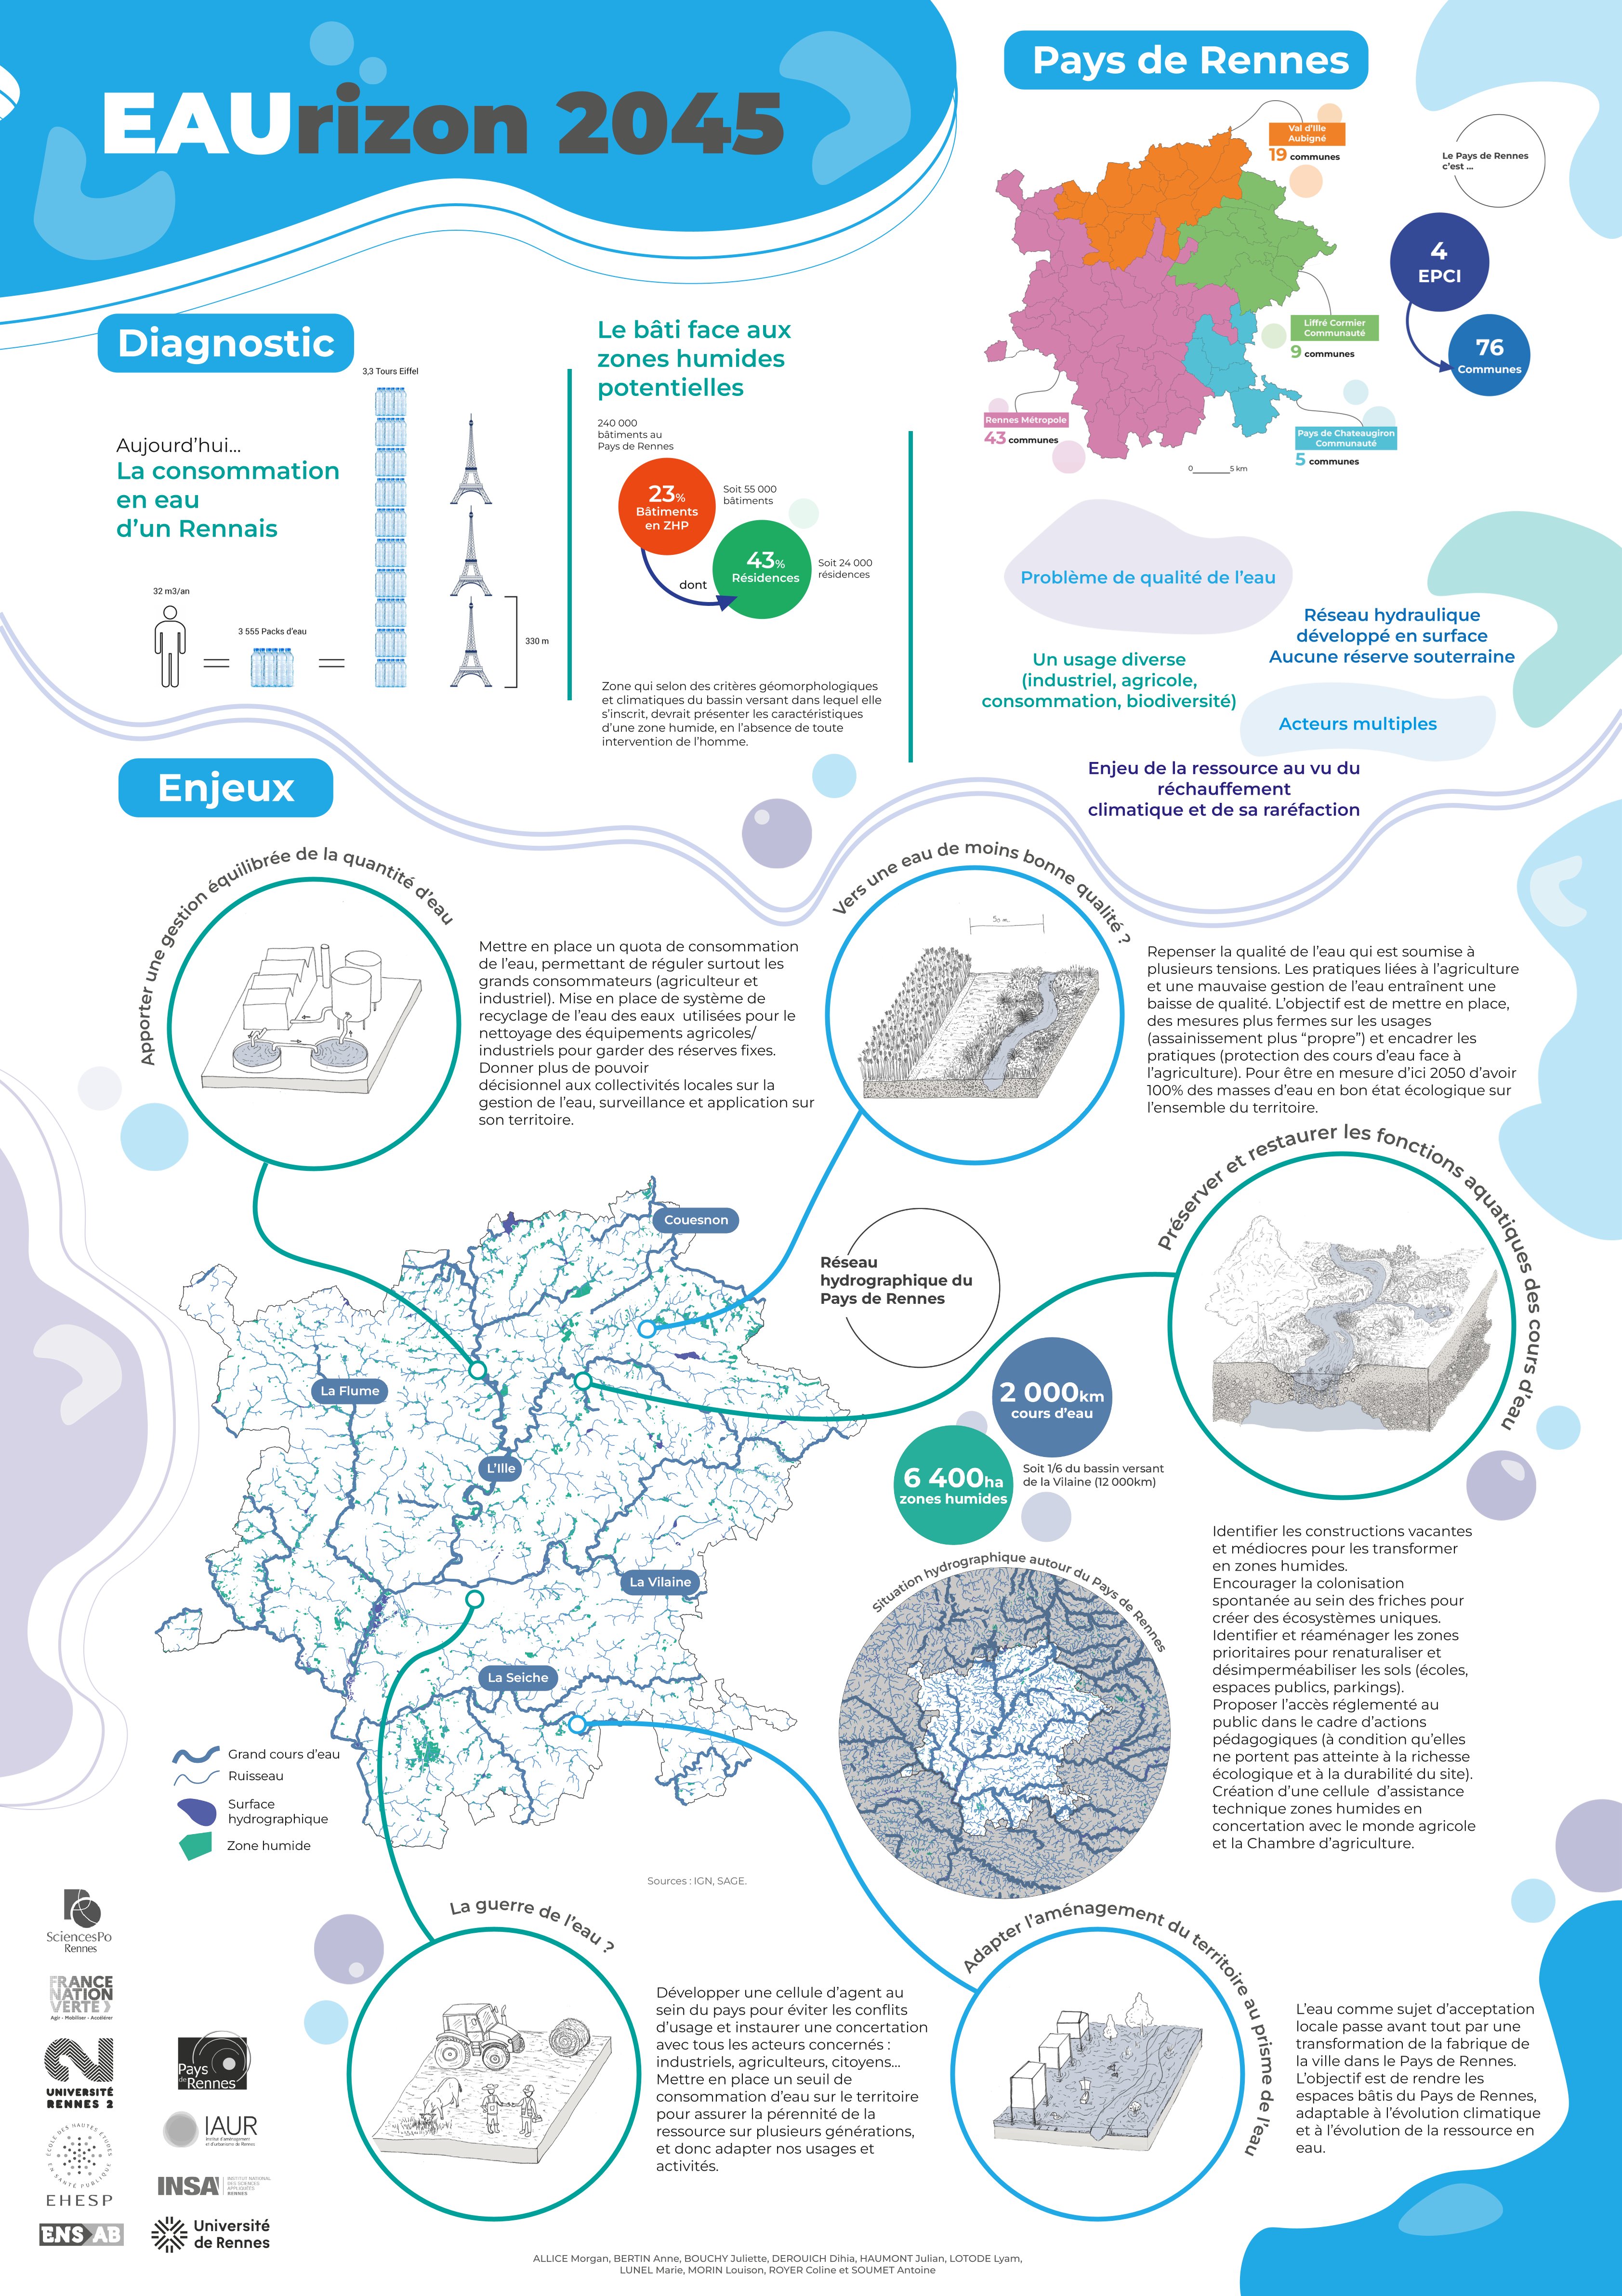 EAUrizon 2045
Pays de Rennes
Val d'Ille
Aubigné
19 communes
Le Pays de Rennes
c'est ...
4
EPCI
76
Communes
Liffré Cormier
Communauté
9 communes
Rennes Métropole
43 communes
Pays de Chateaugiron
Communauté
5 communes
0 5 km
Diagnostic
Aujourd'hui...
La consommation
en eau
d'un Rennais
32 m3/an
3 555 Packs d'eau
3,3 Tours Eiffel
330 m
Le bâti face aux
zones humides
potentielles
240 000
bâtiments au
Pays de Rennes
23%
Bâtiments
en ZHP
Soit 55 000
bâtiments
dont
43%
Résidences
Soit 24 000
résidences
Zone qui selon des critères géomorphologiques
et climatiques du bassin versant dans lequel elle
s'inscrit, devrait présenter les caractéristiques
d'une zone humide, en l'absence de toute
intervention de l'homme.
Problème de qualité de l'eau
Réseau hydraulique
développé en surface
Aucune réserve souterraine
Un usage diverse
(industriel, agricole,
consommation, biodiversité)
Acteurs multiples
Enjeu de la ressource au vu du
réchauffement
climatique et de sa raréfaction
Enjeux
Apporter une gestion équilibrée de la quantité d'eau
Mettre en place un quota de consommation
de l'eau, permettant de réguler surtout les
grands consommateurs (agriculteur et
industriel). Mise en place de système de
recyclage de l'eau des eaux utilisées pour le
nettoyage des équipements agricoles/
industriels pour garder des réserves fixes.
Donner plus de pouvoir
décisionnel aux collectivités locales sur la
gestion de l'eau, surveillance et application sur
son territoire.
Vers une eau de moins bonne qualité ?
50 m
Repenser la qualité de l'eau qui est soumise à
plusieurs tensions. Les pratiques liées à l'agriculture
et une mauvaise gestion de l'eau entraînent une
baisse de qualité. L'objectif est de mettre en place,
des mesures plus fermes sur les usages
(assainissement plus "propre") et encadrer les
pratiques (protection des cours d'eau face à
l'agriculture). Pour être en mesure d'ici 2050 d'avoir
100% des masses d'eau en bon état écologique sur
l'ensemble du territoire.
Préserver et restaurer les fonctions aquatiques des cours d'eau
Couesnon
La Flume
L'Ille
La Vilaine
La Seiche
Réseau
hydrographique du
Pays de Rennes
2 000km
cours d'eau
6 400ha
zones humides
Soit 1/6 du bassin versant
de la Vilaine (12 000km)
Situation hydrographique autour du Pays de Rennes
Identifier les constructions vacantes
et médiocres pour les transformer
en zones humides.
Encourager la colonisation
spontanée au sein des friches pour
créer des écosystèmes uniques.
Identifier et réaménager les zones
prioritaires pour renaturaliser et
désimperméabiliser les sols (écoles,
espaces publics, parkings).
Proposer l'accès réglementé au
public dans le cadre d'actions
pédagogiques (à condition qu'elles
ne portent pas atteinte à la richesse
écologique et à la durabilité du site).
Création d'une cellule d'assistance
technique zones humides en
concertation avec le monde agricole
et la Chambre d'agriculture.
Grand cours d'eau
Ruisseau
Surface
hydrographique
Zone humide
Sources : IGN, SAGE.
La guerre de l'eau ?
Développer une cellule d'agent au
sein du pays pour éviter les conflits
d'usage et instaurer une concertation
avec tous les acteurs concernés :
industriels, agriculteurs, citoyens...
Mettre en place un seuil de
consommation d'eau sur le territoire
pour assurer la pérennité de la
ressource sur plusieurs générations,
et donc adapter nos usages et
activités.
Adapter l'aménagement du territoire au prisme de l'eau
L'eau comme sujet d'acceptation
locale passe avant tout par une
transformation de la fabrique de
la ville dans le Pays de Rennes.
L'objectif est de rendre les
espaces bâtis du Pays de Rennes,
adaptable à l'évolution climatique
et à l'évolution de la ressource en
eau.
SciencesPo
Rennes
FRANCE
NATION
VERTE
Agir • Mobiliser • Accélérer
UNIVERSITÉ
RENNES 2
Pays
de Rennes
ÉCOLE DES HAUTES ÉTUDES
EN SANTÉ PUBLIQUE
EHESP
IAUR
Institut d'aménagement
et d'urbanisme de Rennes
INSA
INSTITUT NATIONAL
DES SCIENCES
APPLIQUÉES
RENNES
ENSAB
Université
de Rennes
ALLICE Morgan, BERTIN Anne, BOUCHY Juliette, DEROUICH Dihia, HAUMONT Julian, LOTODE Lyam,
LUNEL Marie, MORIN Louison, ROYER Coline et SOUMET Antoine